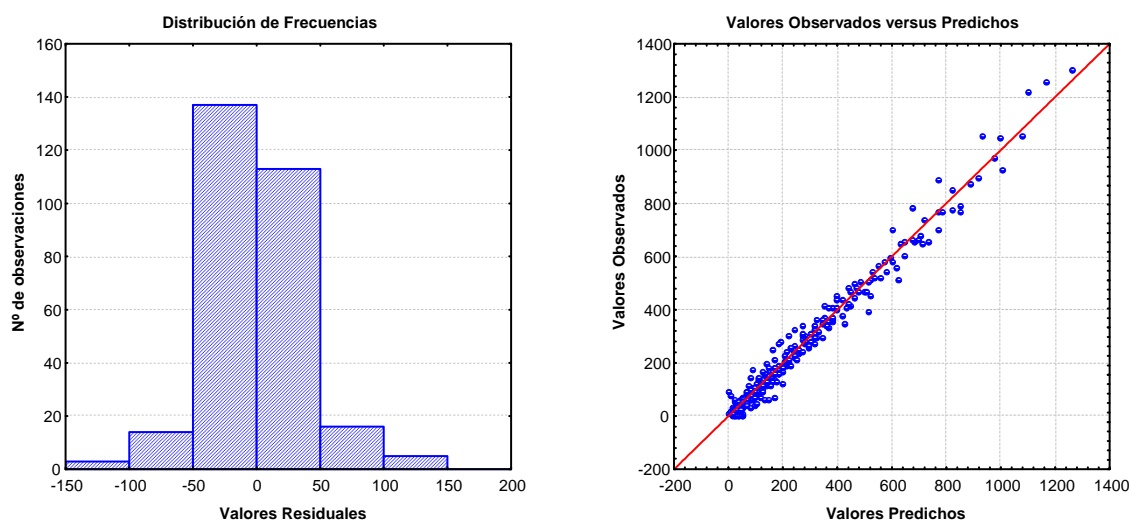 Distribución de Frecuencias
160
140
120
100
80
60
40
20
0
-150 -100 -50 0 50 100 150 200
Nº de observaciones
Valores Residuales
Valores Observados versus Predichos
1400
1200
1000
800
600
400
200
0
-200
-200 0 200 400 600 800 1000 1200 1400
Valores Observados
Valores Predichos